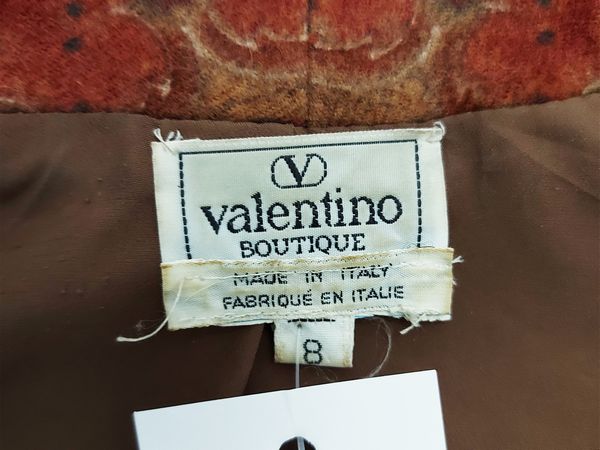 V
valentino
BOUTIQUE
MADE IN ITALY
FABRIQUÉ EN ITALIE
8